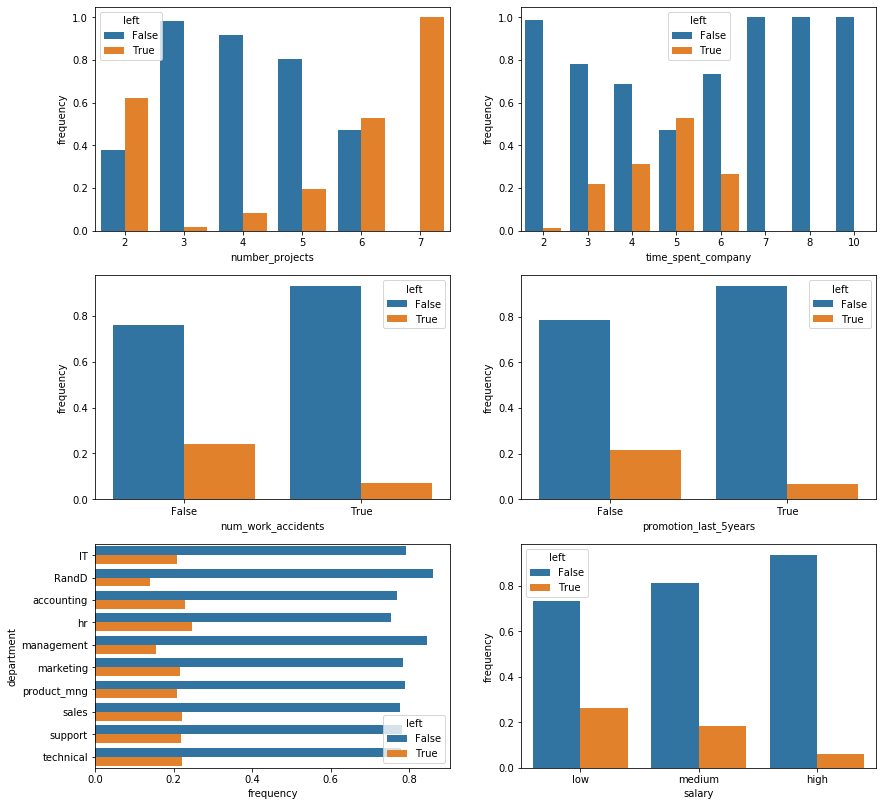 left
False
True
1.0
0.8
0.6
0.4
0.2
0.0
frequency
2 3 4 5 6 7
number_projects
left
False
True
1.0
0.8
0.6
0.4
0.2
0.0
frequency
2 3 4 5 6 7 8 10
time_spent_company
left
False
True
0.8
0.6
0.4
0.2
0.0
frequency
False True
num_work_accidents
left
False
True
0.8
0.6
0.4
0.2
0.0
frequency
False True
promotion_last_5years
IT
RandD
accounting
hr
management
marketing
product_mng
sales
support
technical
department
left
False
True
0.0 0.2 0.4 0.6 0.8
frequency
left
False
True
0.8
0.6
0.4
0.2
0.0
frequency
low medium high
salary